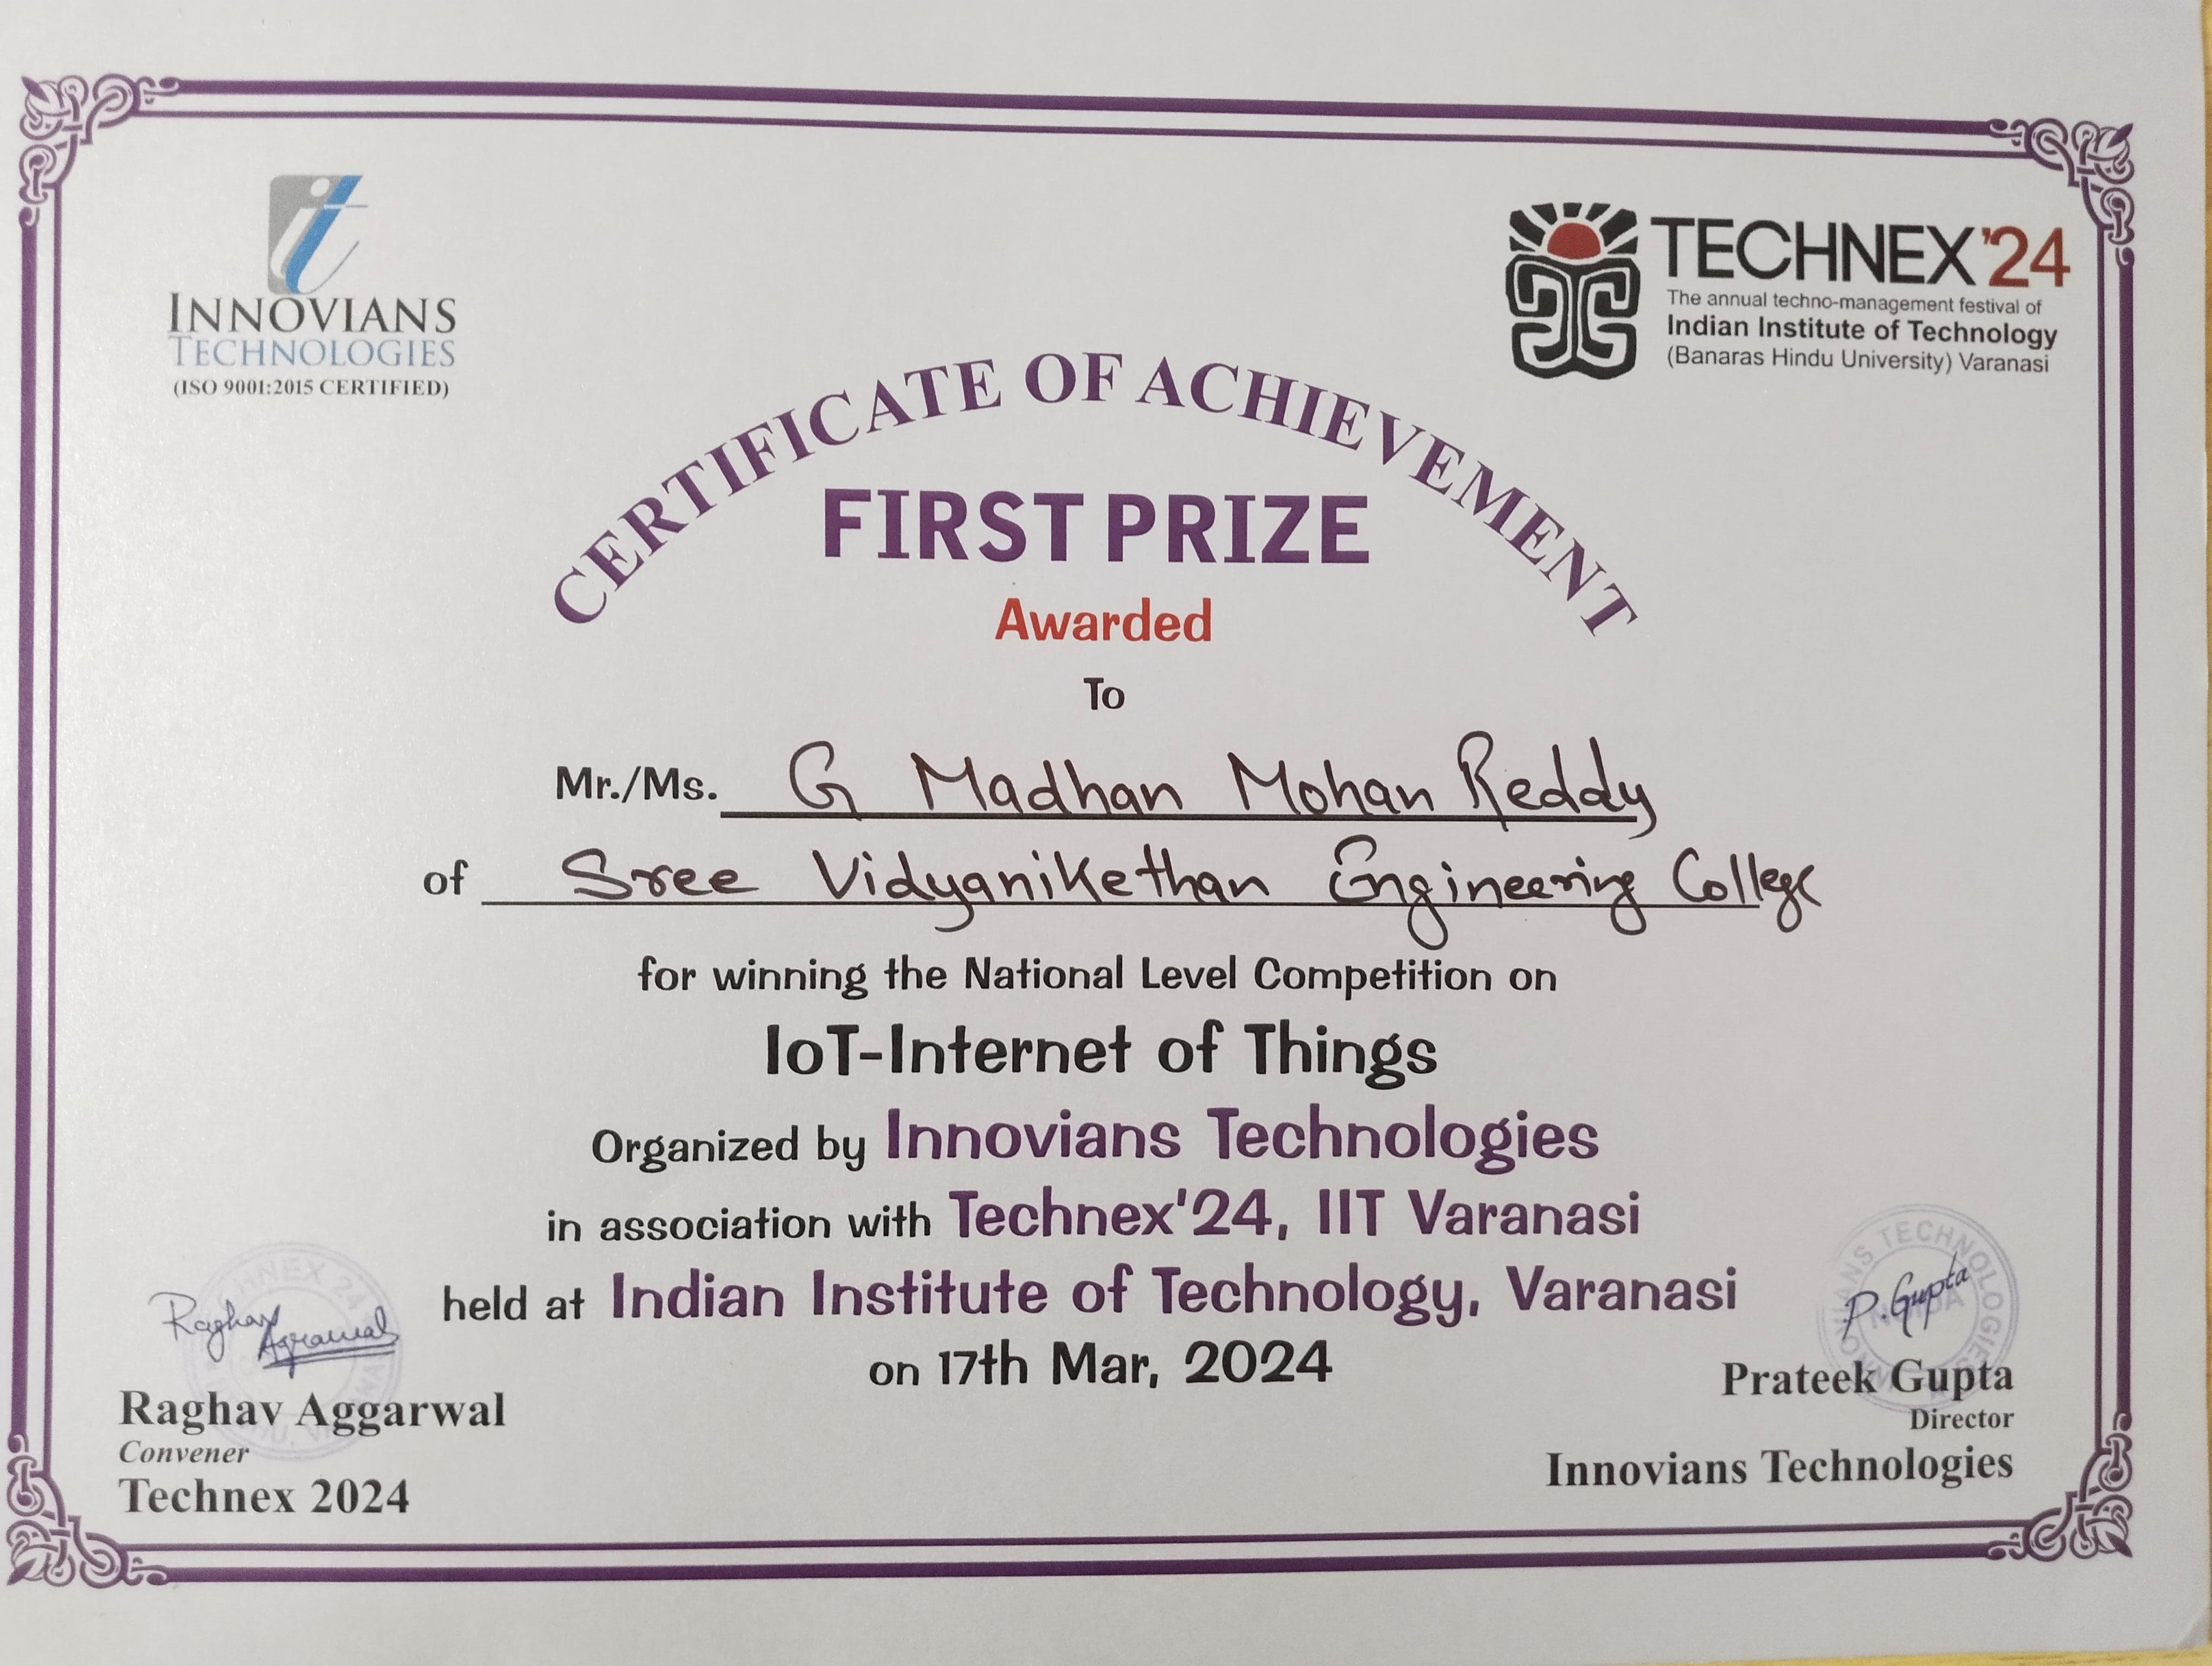 INNOVIANS
TECHNOLOGIES
(ISO 9001:2015 CERTIFIED)
TECHNEX'24
The annual techno-management festival of
Indian Institute of Technology
(Banaras Hindu University) Varanasi
CERTIFICATE OF ACHIEVEMENT
FIRST PRIZE
Awarded
To
Mr./Ms. G Madhan Mohan Reddy
of Sree Vidyanikethan Engineering College
for winning the National Level Competition on
IoT-Internet of Things
Organized by Innovians Technologies
in association with Technex'24, IIT Varanasi
held at Indian Institute of Technology, Varanasi
on 17th Mar, 2024
Raghav
Agrawal
Raghav Aggarwal
Convener
Technex 2024
P. Gupta
Prateek Gupta
Director
Innovians Technologies